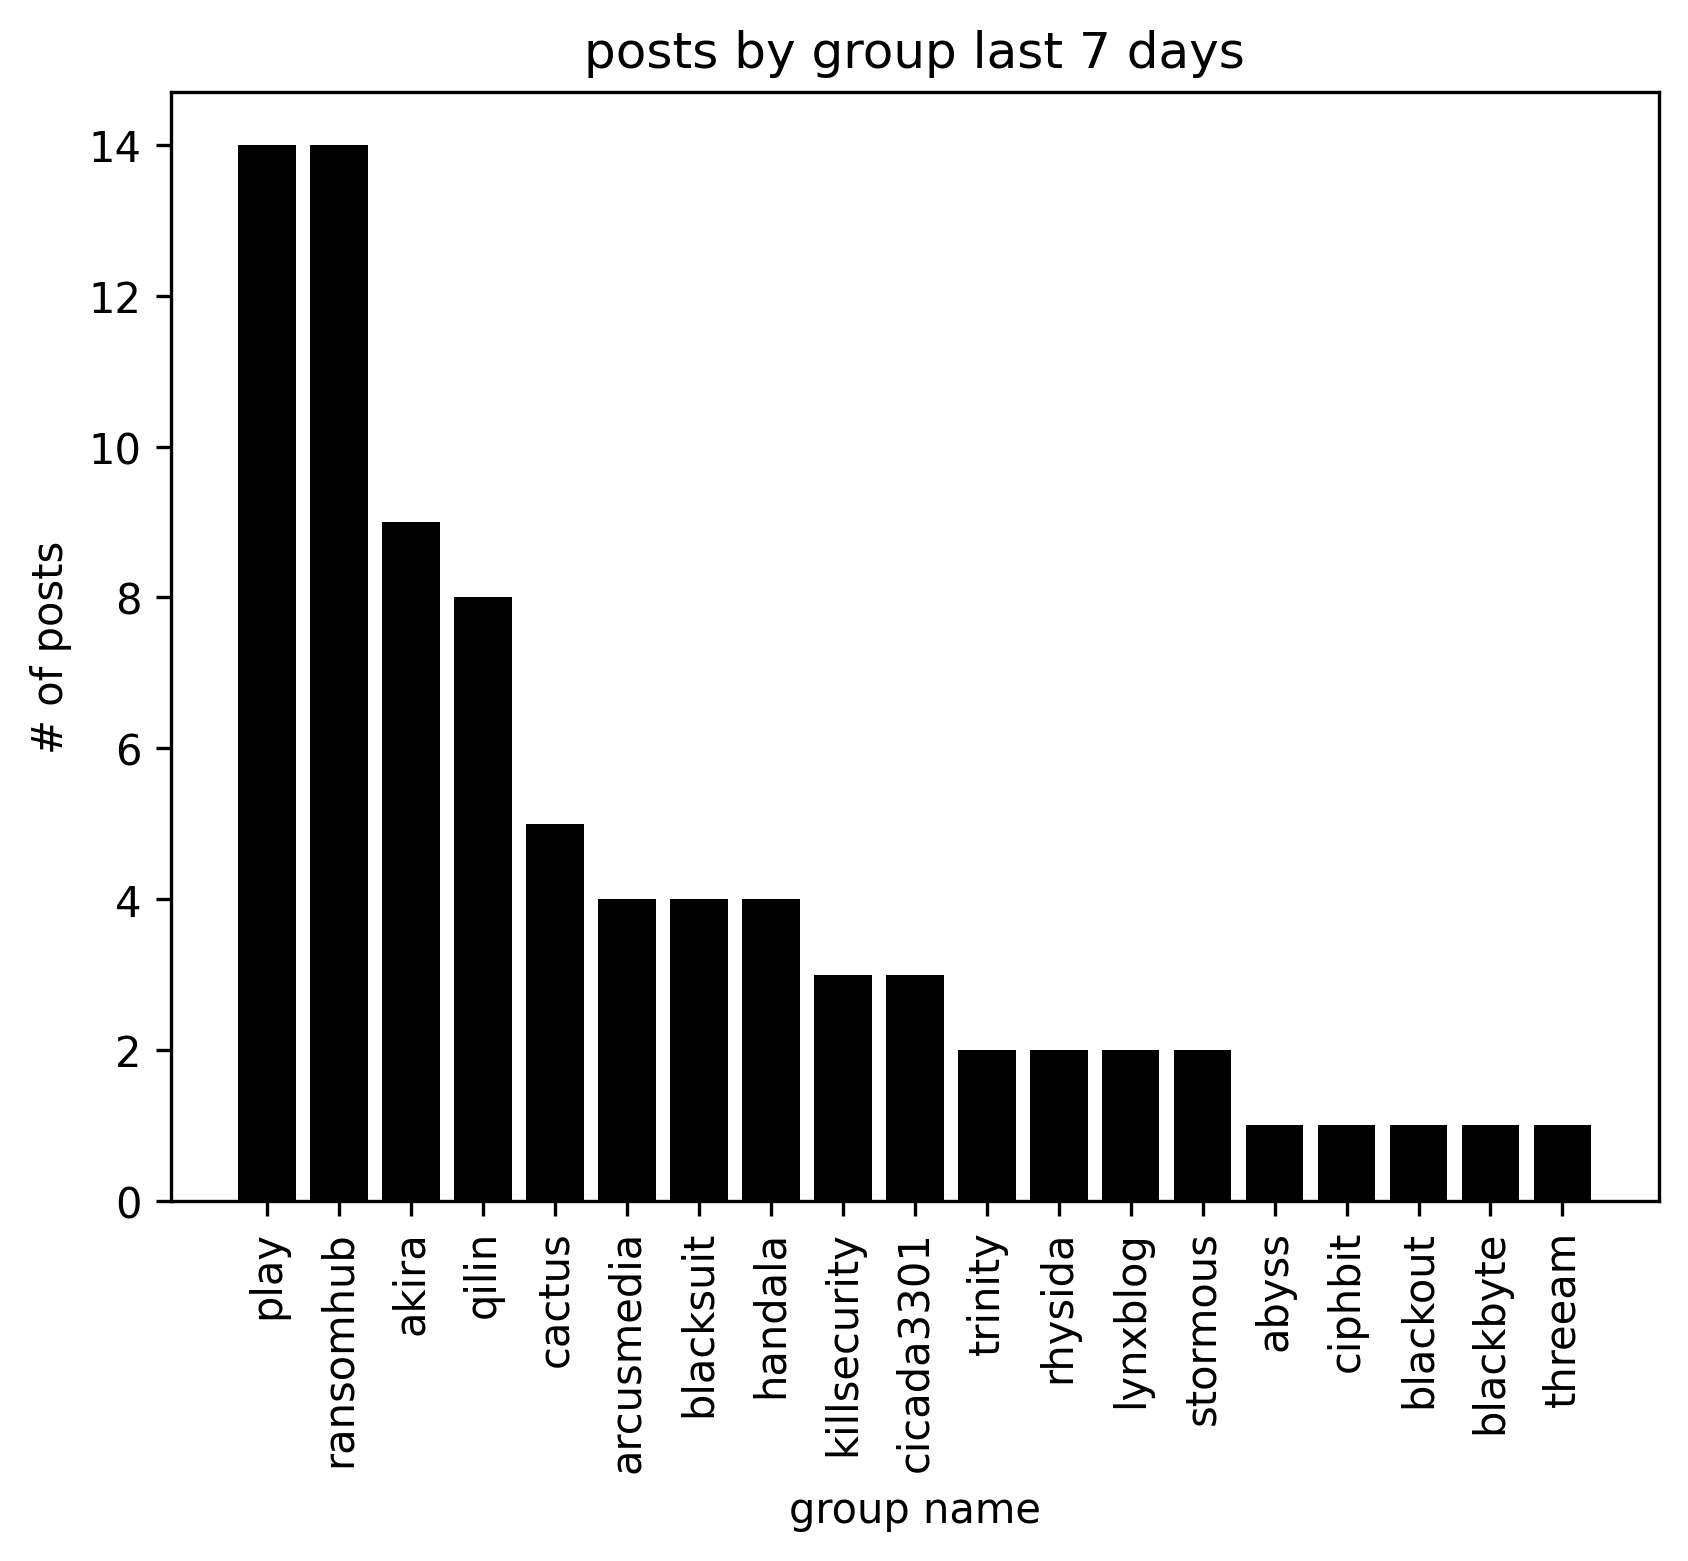 posts by group last 7 days
14
12
10
8
6
4
2
0
# of posts
play
ransomhub
akira
qilin
cactus
arcusmedia
blacksuit
handala
killsecurity
cicada3301
trinity
rhysida
lynxblog
stormous
abyss
ciphbit
blackout
blackbyte
threeam
group name